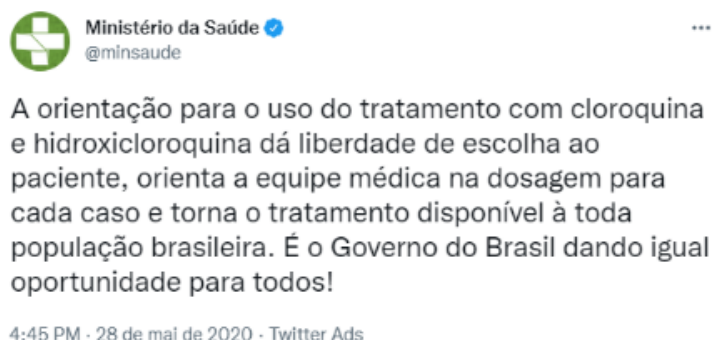 Ministério da Saúde
@minsaude
A orientação para o uso do tratamento com cloroquina
e hidroxicloroquina dá liberdade de escolha ao
paciente, orienta a equipe médica na dosagem para
cada caso e torna o tratamento disponível à toda
população brasileira. É o Governo do Brasil dando igual
oportunidade para todos!
4:45 PM · 28 de mai de 2020 · Twitter Ads